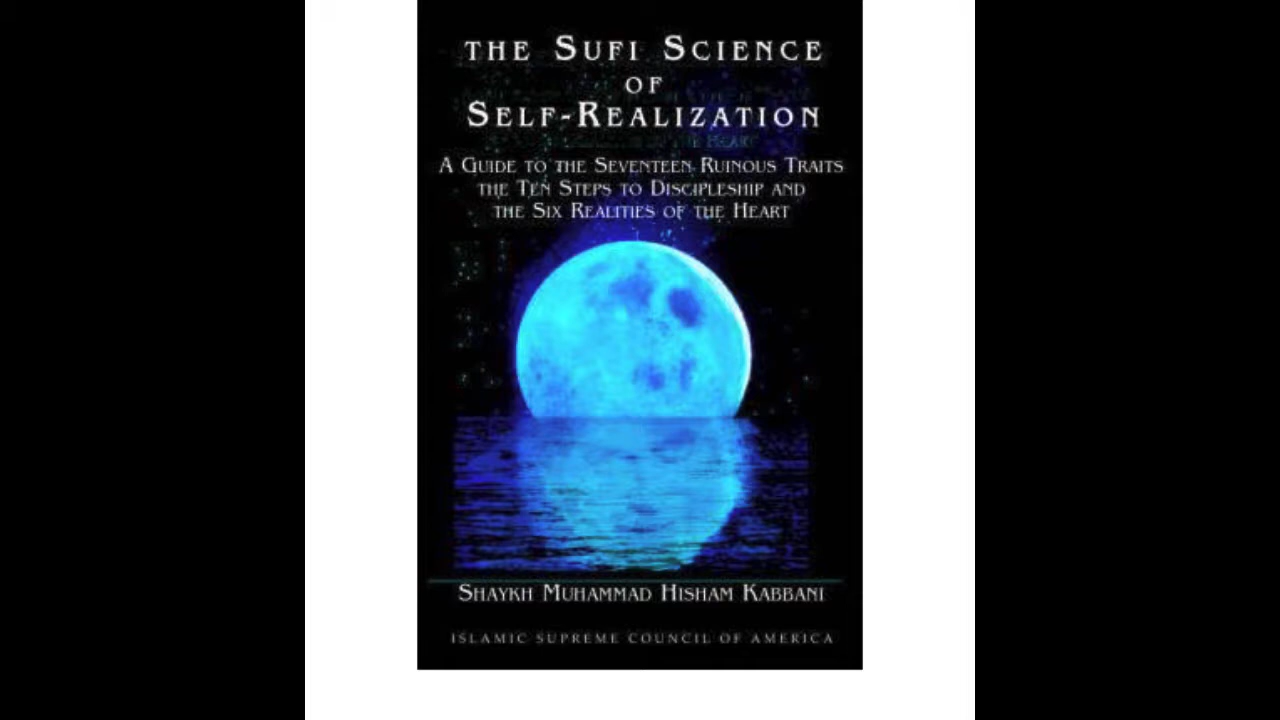 THE SUFI SCIENCE
OF
SELF-REALIZATION
A GUIDE TO THE SEVENTEEN RUINOUS TRAITS
THE TEN STEPS TO DISCIPLESHIP AND
THE SIX REALITIES OF THE HEART
SHAYKH MUHAMMAD HISHAM KABBANI
ISLAMIC SUPREME COUNCIL OF AMERICA